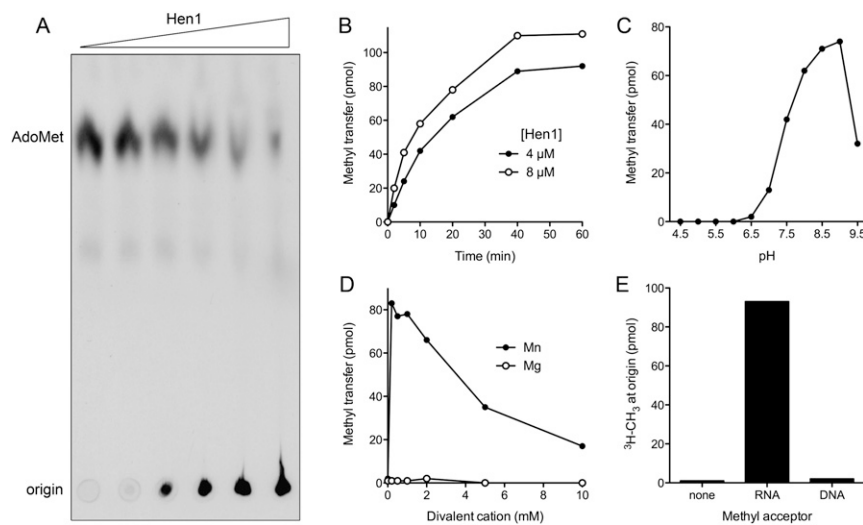 A
Hen1
AdoMet
origin
B
Methyl transfer (pmol)
100
80
60
40
20
0
[Hen1]
4 µM
8 µM
0 10 20 30 40 50 60
Time (min)
C
Methyl transfer (pmol)
80
60
40
20
0
4.5 5.5 6.5 7.5 8.5 9.5
pH
D
Methyl transfer (pmol)
80
60
40
20
0
Mn
Mg
0 2 4 6 8 10
Divalent cation (mM)
E
³H-CH₃ at origin (pmol)
100
80
60
40
20
0
none RNA DNA
Methyl acceptor